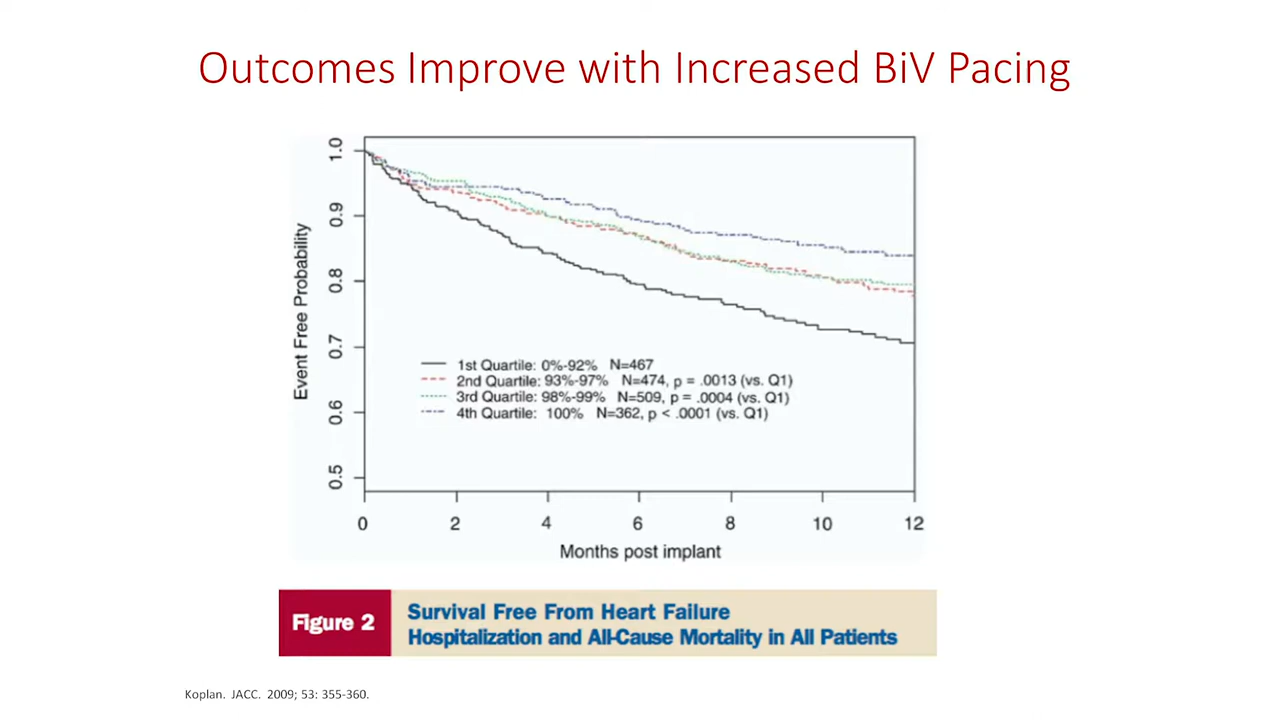 Outcomes Improve with Increased BiV Pacing
Event Free Probability
1.0
0.9
0.8
0.7
0.6
0.5
1st Quartile: 0%-92% N=467
2nd Quartile: 93%-97% N=474, p = .0013 (vs. Q1)
3rd Quartile: 98%-99% N=509, p = .0004 (vs. Q1)
4th Quartile: 100% N=362, p < .0001 (vs. Q1)
0 2 4 6 8 10 12
Months post implant
Figure 2
Survival Free From Heart Failure
Hospitalization and All-Cause Mortality in All Patients
Koplan. JACC. 2009; 53: 355-360.